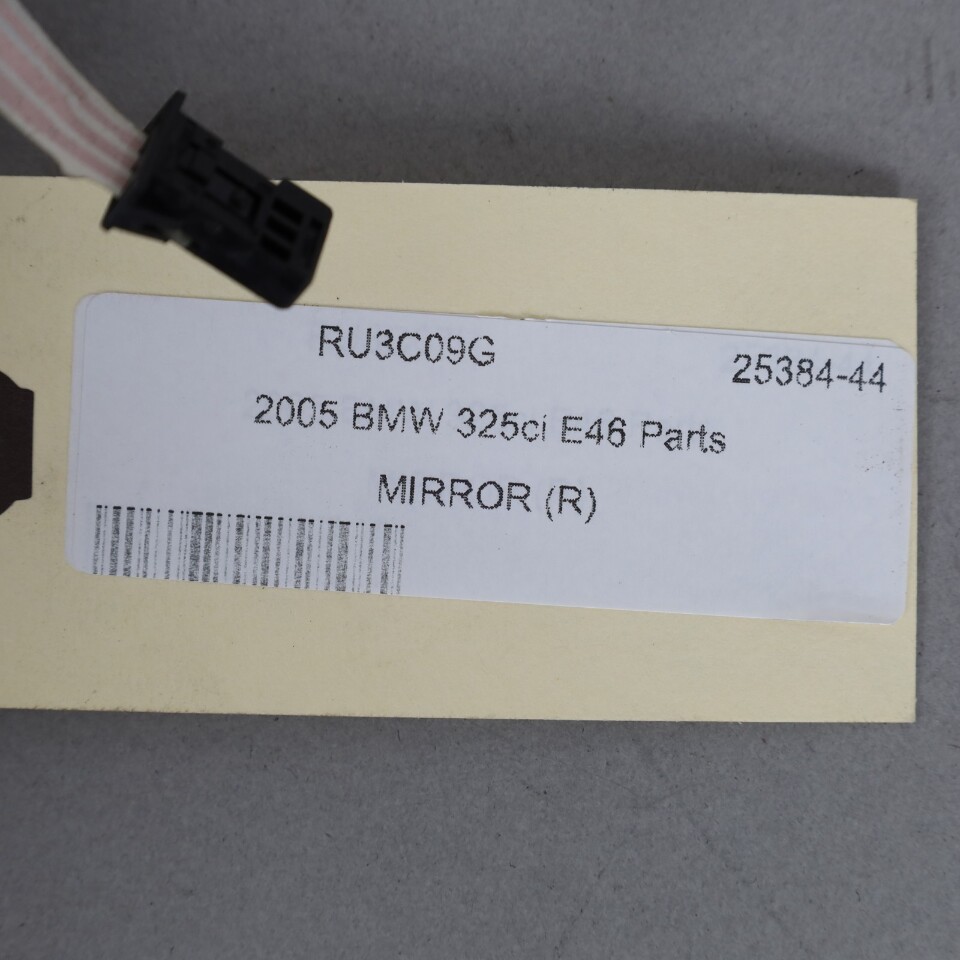 RU3C09G 25384-44
2005 BMW 325ci E46 Parts
MIRROR (R)